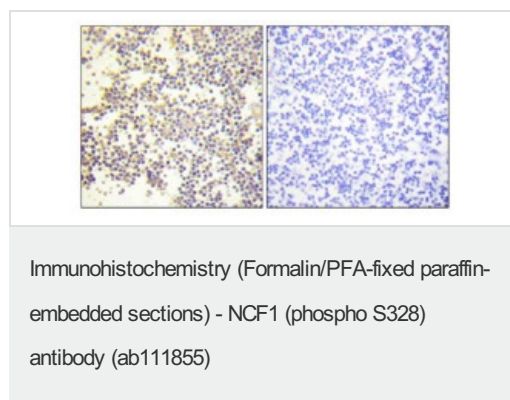 Immunohistochemistry (Formalin/PFA-fixed paraffin-
embedded sections) - NCF1 (phospho S328)
antibody (ab111855)